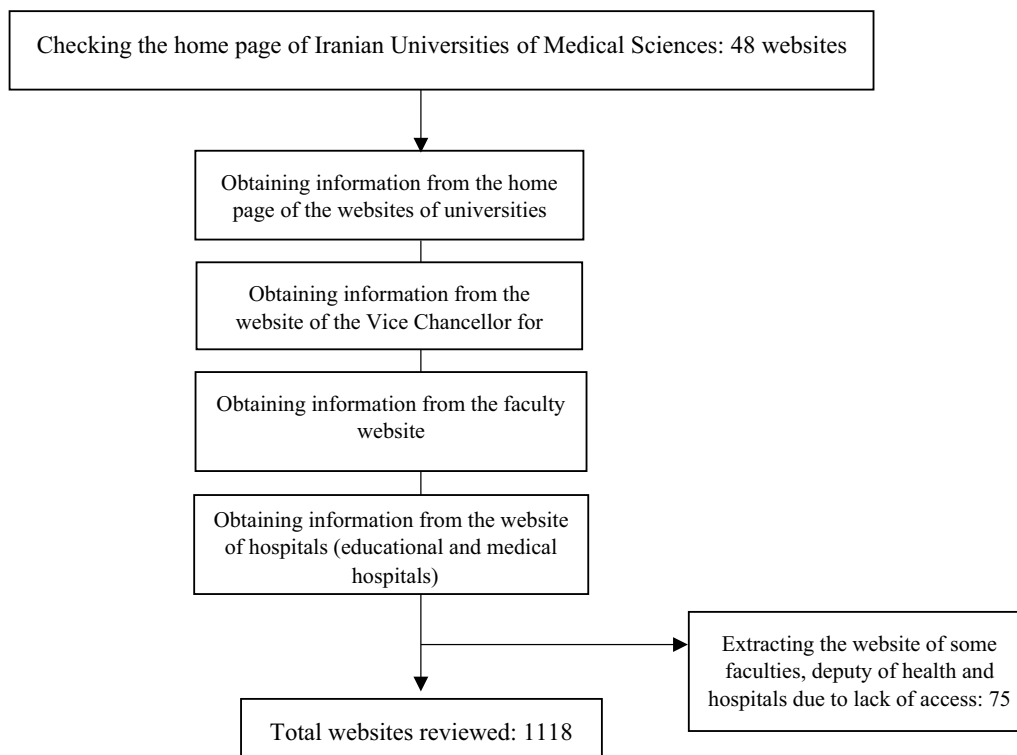 Checking the home page of Iranian Universities of Medical Sciences: 48 websites
Obtaining information from the home
page of the websites of universities
Obtaining information from the
website of the Vice Chancellor for
Obtaining information from the faculty
website
Obtaining information from the website
of hospitals (educational and medical
hospitals)
Extracting the website of some
faculties, deputy of health and
hospitals due to lack of access: 75
Total websites reviewed: 1118